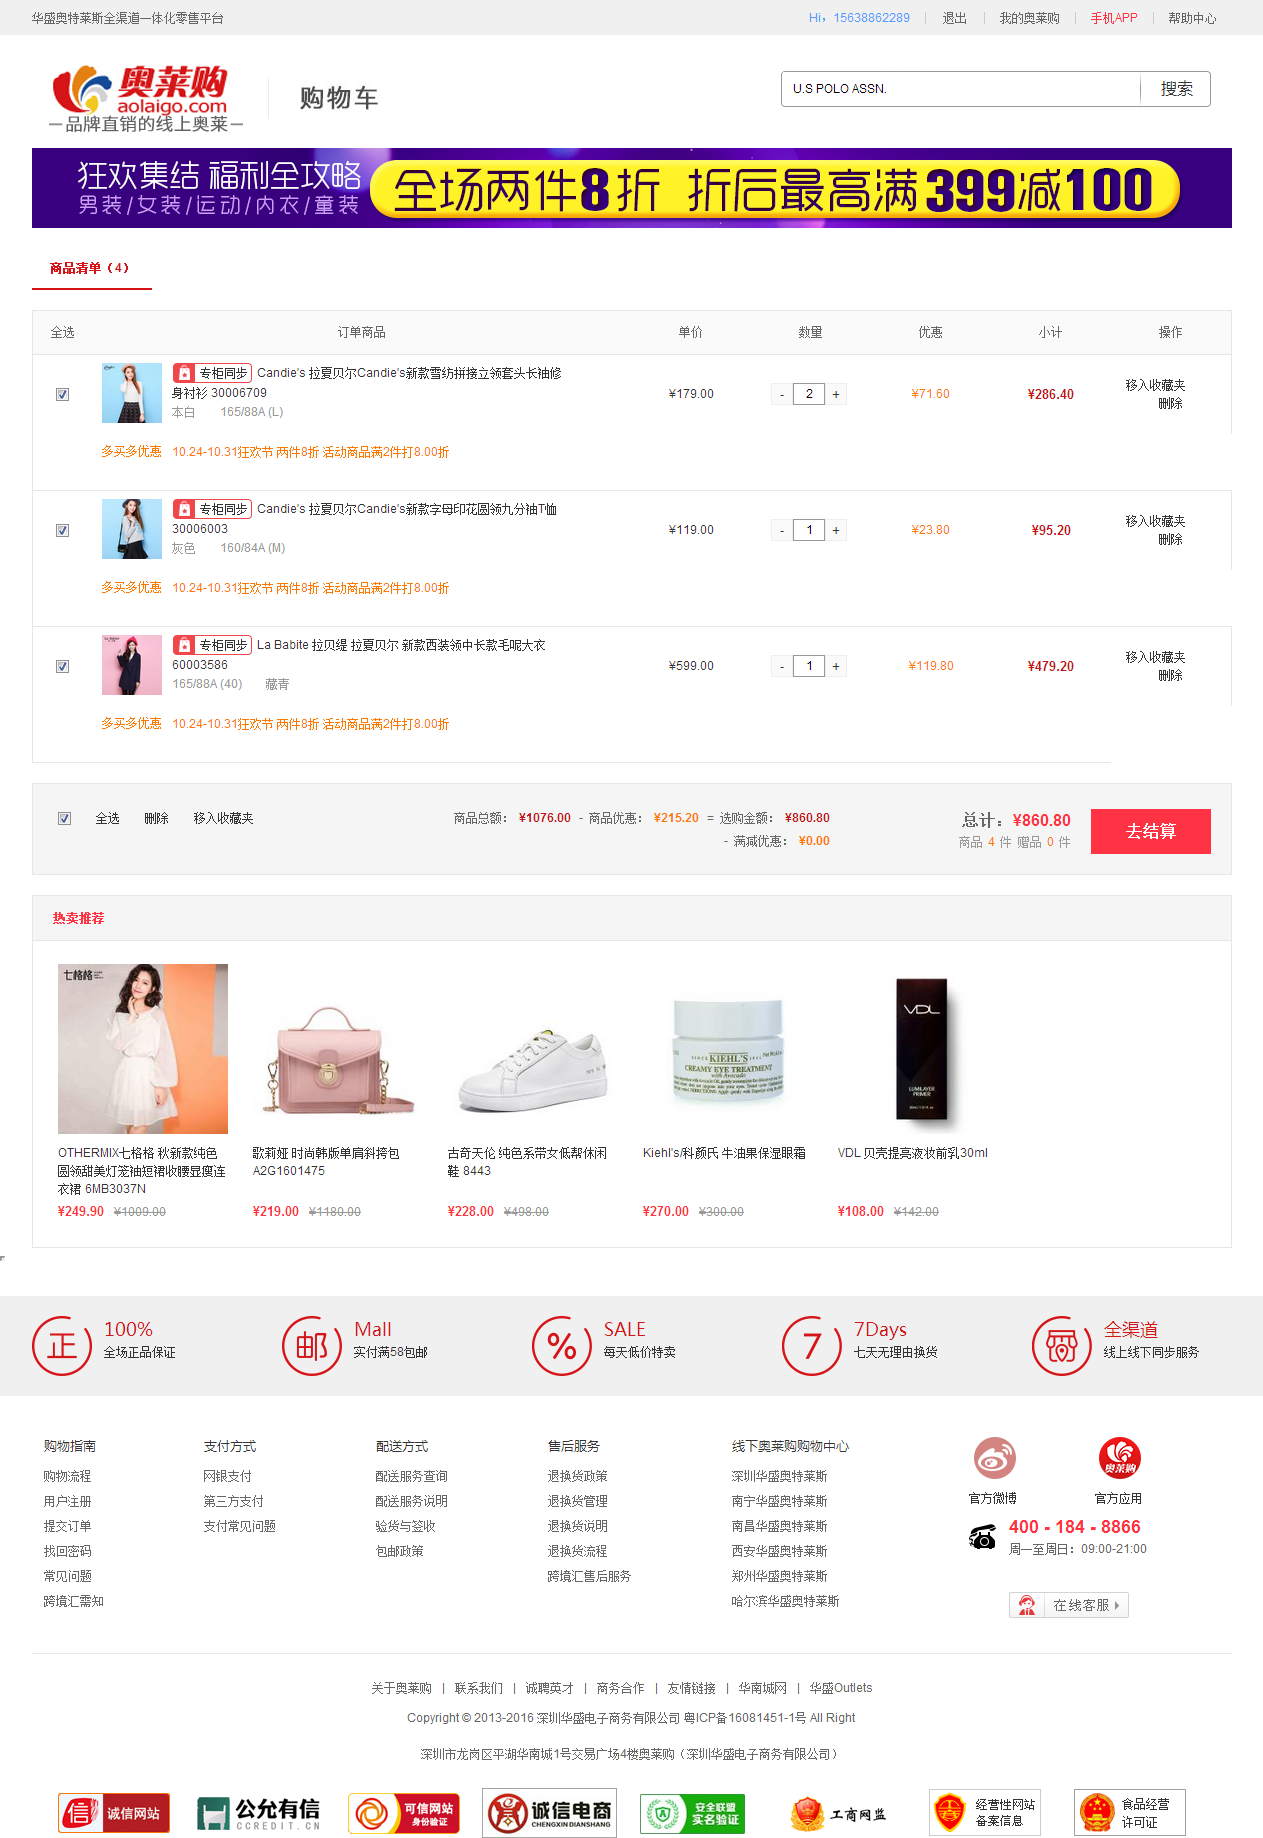 华盛奥特莱斯全渠道一体化零售平台
Hi，15638862289 退出 我的奥莱购 手机APP 帮助中心
奥莱购
aolaigo.com
品牌直销的线上奥莱
购物车
U.S POLO ASSN.
搜索
狂欢集结 福利全攻略
男装/女装/运动/内衣/童装
全场两件8折 折后最高满399减100
商品清单（4）
全选 订单商品 单价 数量 优惠 小计 操作
专柜同步 Candie's 拉夏贝尔Candie's新款雪纺拼接立领套头长袖修
身衬衫 30006709
本白 165/88A (L)
¥179.00 - 2 + ¥71.60 ¥286.40 移入收藏夹
删除
多买多优惠 10.24-10.31狂欢节 两件8折 活动商品满2件打8.00折
专柜同步 Candie's 拉夏贝尔Candie's新款字母印花圆领九分袖T恤
30006003
灰色 160/84A (M)
¥119.00 - 1 + ¥23.80 ¥95.20 移入收藏夹
删除
多买多优惠 10.24-10.31狂欢节 两件8折 活动商品满2件打8.00折
专柜同步 La Babite 拉贝缇 拉夏贝尔 新款西装领中长款毛呢大衣
60003586
165/88A (40) 藏青
¥599.00 - 1 + ¥119.80 ¥479.20 移入收藏夹
删除
多买多优惠 10.24-10.31狂欢节 两件8折 活动商品满2件打8.00折
全选 删除 移入收藏夹
商品总额： ¥1076.00 - 商品优惠： ¥215.20 = 选购金额： ¥860.80
- 满减优惠： ¥0.00
总计：¥860.80
商品 4 件 赠品 0 件
去结算
热卖推荐
七格格
SINCE KIEHL'S 1851
CREAMY EYE TREATMENT
with Avocado
VDL
LUMILAYER
PRIMER
OTHERMIX七格格 秋新款纯色
圆领甜美灯笼袖短裙收腰显瘦连
衣裙 6MB3037N
¥249.90 ¥1009.00
歌莉娅 时尚韩版单肩斜挎包
A2G1601475
¥219.00 ¥1180.00
古奇天伦 纯色系带女低帮休闲
鞋 8443
¥228.00 ¥498.00
Kiehl's/科颜氏 牛油果保湿眼霜
¥270.00 ¥300.00
VDL 贝壳提亮液妆前乳30ml
¥108.00 ¥142.00
正 100%
全场正品保证
邮 Mall
实付满58包邮
% SALE
每天低价特卖
7 7Days
七天无理由换货
全渠道
线上线下同步服务
购物指南
购物流程
用户注册
提交订单
找回密码
常见问题
跨境汇需知
支付方式
网银支付
第三方支付
支付常见问题
配送方式
配送服务查询
配送服务说明
验货与签收
包邮政策
售后服务
退换货政策
退换货管理
退换货说明
退换货流程
跨境汇售后服务
线下奥莱购购物中心
深圳华盛奥特莱斯
南宁华盛奥特莱斯
南昌华盛奥特莱斯
西安华盛奥特莱斯
郑州华盛奥特莱斯
哈尔滨华盛奥特莱斯
官方微博
奥莱购
官方应用
400 - 184 - 8866
周一至周日：09:00-21:00
在线客服
关于奥莱购 | 联系我们 | 诚聘英才 | 商务合作 | 友情链接 | 华南城网 | 华盛Outlets
Copyright © 2013-2016 深圳华盛电子商务有限公司 粤ICP备16081451-1号 All Right
深圳市龙岗区平湖华南城1号交易广场4楼奥莱购（深圳华盛电子商务有限公司）
信 诚信网站
公允有信
CCREDIT.CN
可信网站
身份验证
诚信电商
CHENGXIN DIANSHANG
安全联盟
实名验证
工商网监
经营性网站
备案信息
食品经营
许可证